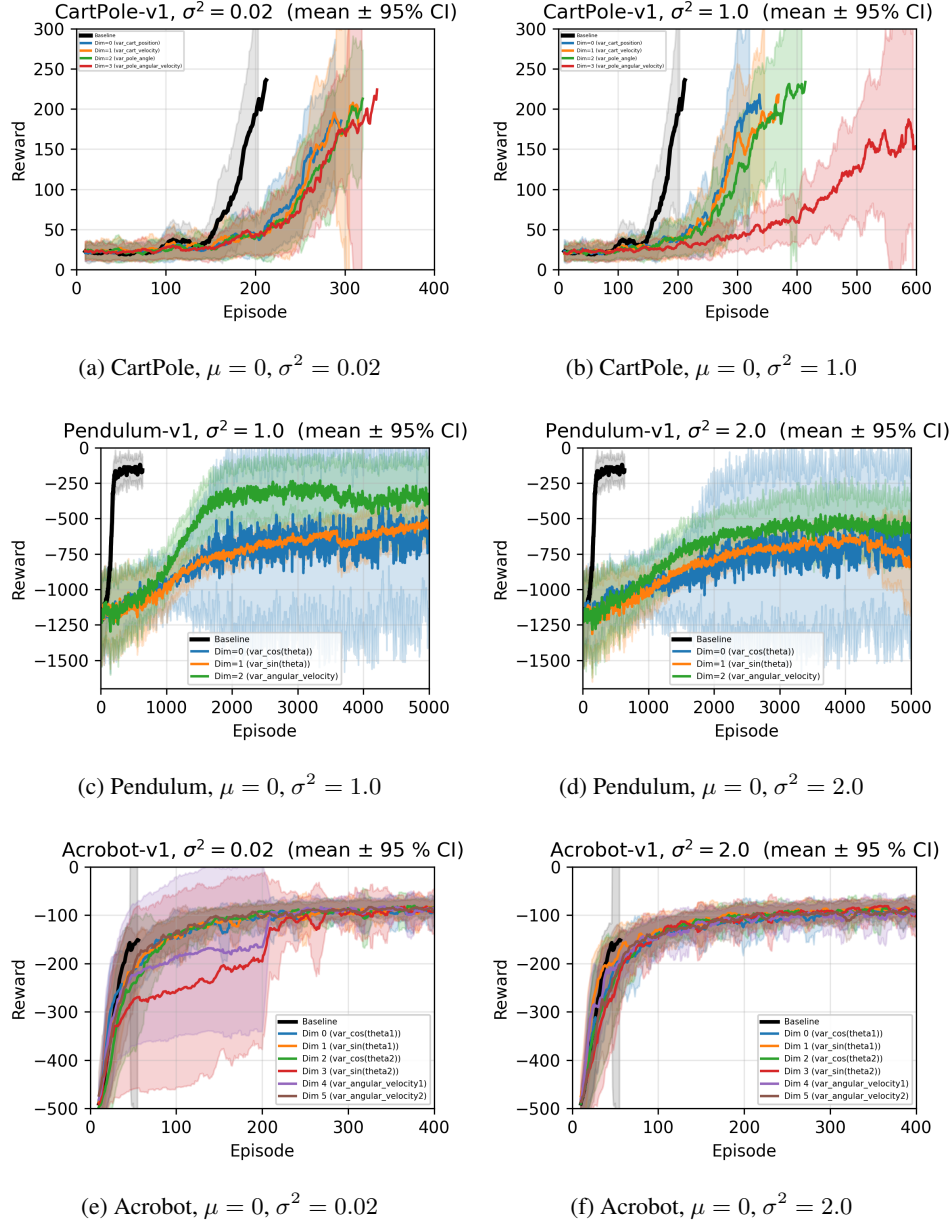 CartPole-v1, σ² = 0.02 (mean ± 95% CI)
300
250
200
150
100
50
0
Reward
Baseline
Dim=0 (var_cart_position)
Dim=1 (var_cart_velocity)
Dim=2 (var_pole_angle)
Dim=3 (var_pole_angular_velocity)
0 100 200 300 400
Episode
(a) CartPole, μ = 0, σ² = 0.02
CartPole-v1, σ² = 1.0 (mean ± 95% CI)
300
250
200
150
100
50
0
Reward
Baseline
Dim=0 (var_cart_position)
Dim=1 (var_cart_velocity)
Dim=2 (var_pole_angle)
Dim=3 (var_pole_angular_velocity)
0 100 200 300 400 500 600
Episode
(b) CartPole, μ = 0, σ² = 1.0
Pendulum-v1, σ² = 1.0 (mean ± 95% CI)
0
−250
−500
−750
−1000
−1250
−1500
Reward
Baseline
Dim=0 (var_cos(theta))
Dim=1 (var_sin(theta))
Dim=2 (var_angular_velocity)
0 1000 2000 3000 4000 5000
Episode
(c) Pendulum, μ = 0, σ² = 1.0
Pendulum-v1, σ² = 2.0 (mean ± 95% CI)
0
−250
−500
−750
−1000
−1250
−1500
Reward
Baseline
Dim=0 (var_cos(theta))
Dim=1 (var_sin(theta))
Dim=2 (var_angular_velocity)
0 1000 2000 3000 4000 5000
Episode
(d) Pendulum, μ = 0, σ² = 2.0
Acrobot-v1, σ² = 0.02 (mean ± 95 % CI)
0
−100
−200
−300
−400
−500
Reward
Baseline
Dim 0 (var_cos(theta1))
Dim 1 (var_sin(theta1))
Dim 2 (var_cos(theta2))
Dim 3 (var_sin(theta2))
Dim 4 (var_angular_velocity1)
Dim 5 (var_angular_velocity2)
0 100 200 300 400
Episode
(e) Acrobot, μ = 0, σ² = 0.02
Acrobot-v1, σ² = 2.0 (mean ± 95 % CI)
0
−100
−200
−300
−400
−500
Reward
Baseline
Dim 0 (var_cos(theta1))
Dim 1 (var_sin(theta1))
Dim 2 (var_cos(theta2))
Dim 3 (var_sin(theta2))
Dim 4 (var_angular_velocity1)
Dim 5 (var_angular_velocity2)
0 100 200 300 400
Episode
(f) Acrobot, μ = 0, σ² = 2.0